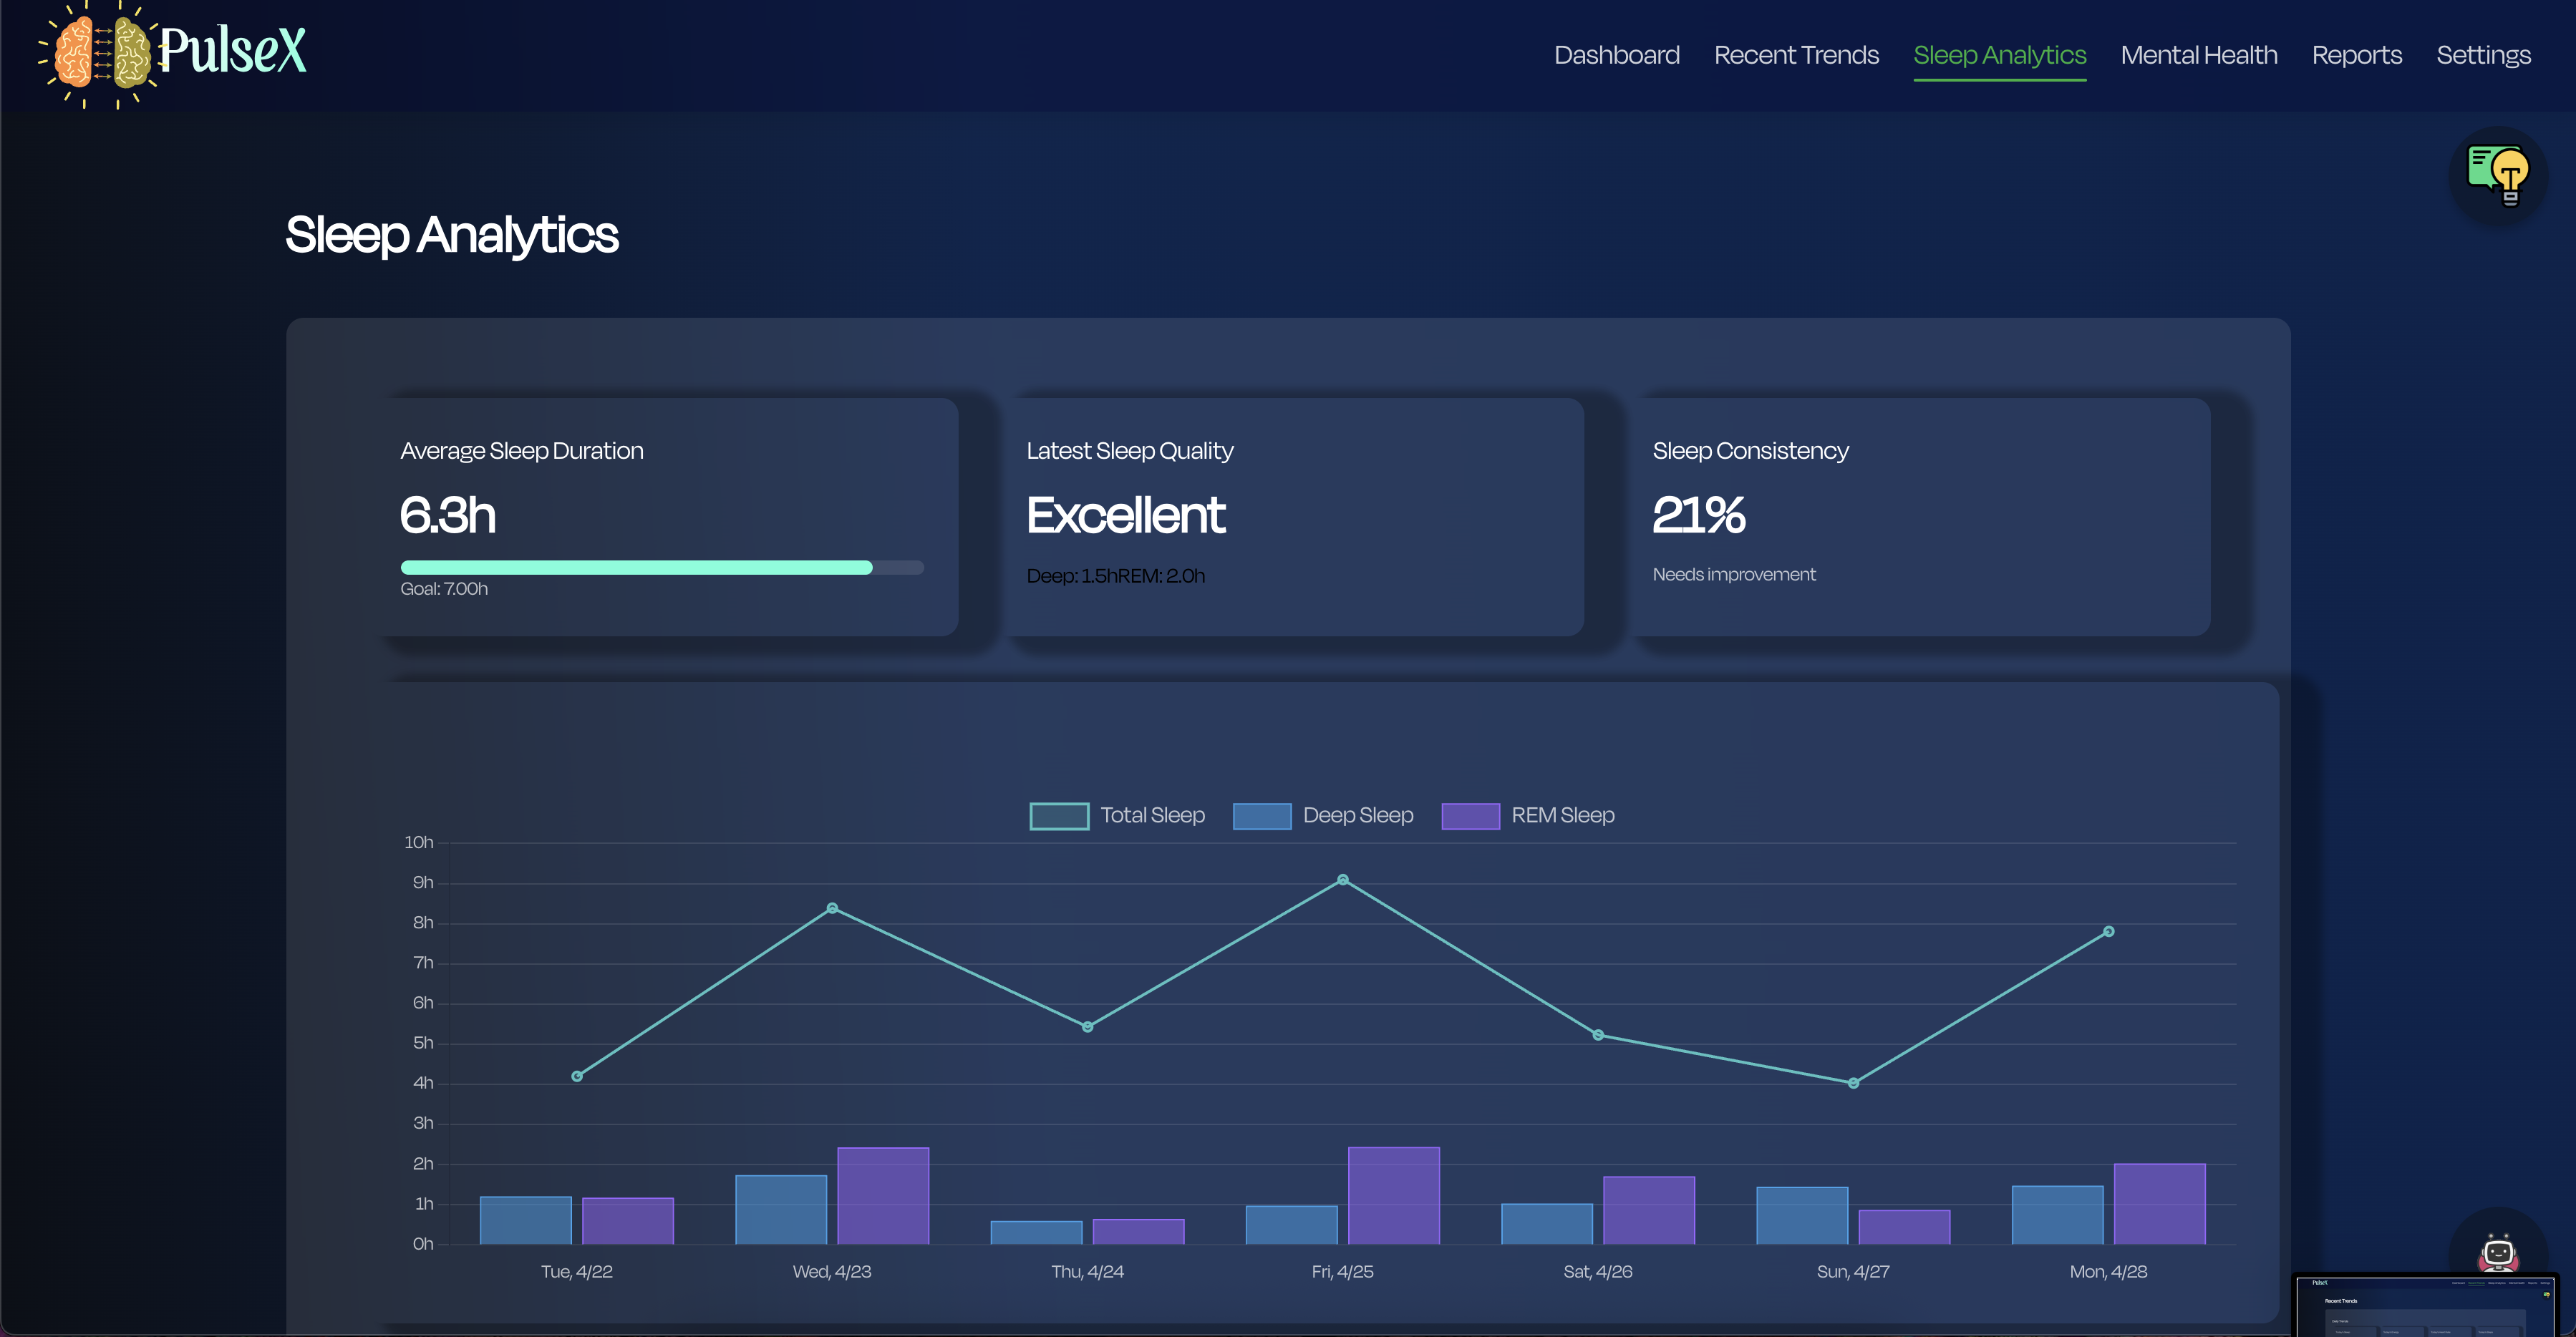 PulseX
Dashboard Recent Trends Sleep Analytics Mental Health Reports Settings
Sleep Analytics
Average Sleep Duration
6.3h
Goal: 7.00h
Latest Sleep Quality
Excellent
Deep: 1.5hREM: 2.0h
Sleep Consistency
21%
Needs improvement
Total Sleep Deep Sleep REM Sleep
10h
9h
8h
7h
6h
5h
4h
3h
2h
1h
0h
Tue, 4/22 Wed, 4/23 Thu, 4/24 Fri, 4/25 Sat, 4/26 Sun, 4/27 Mon, 4/28
PulseX
Recent Trends